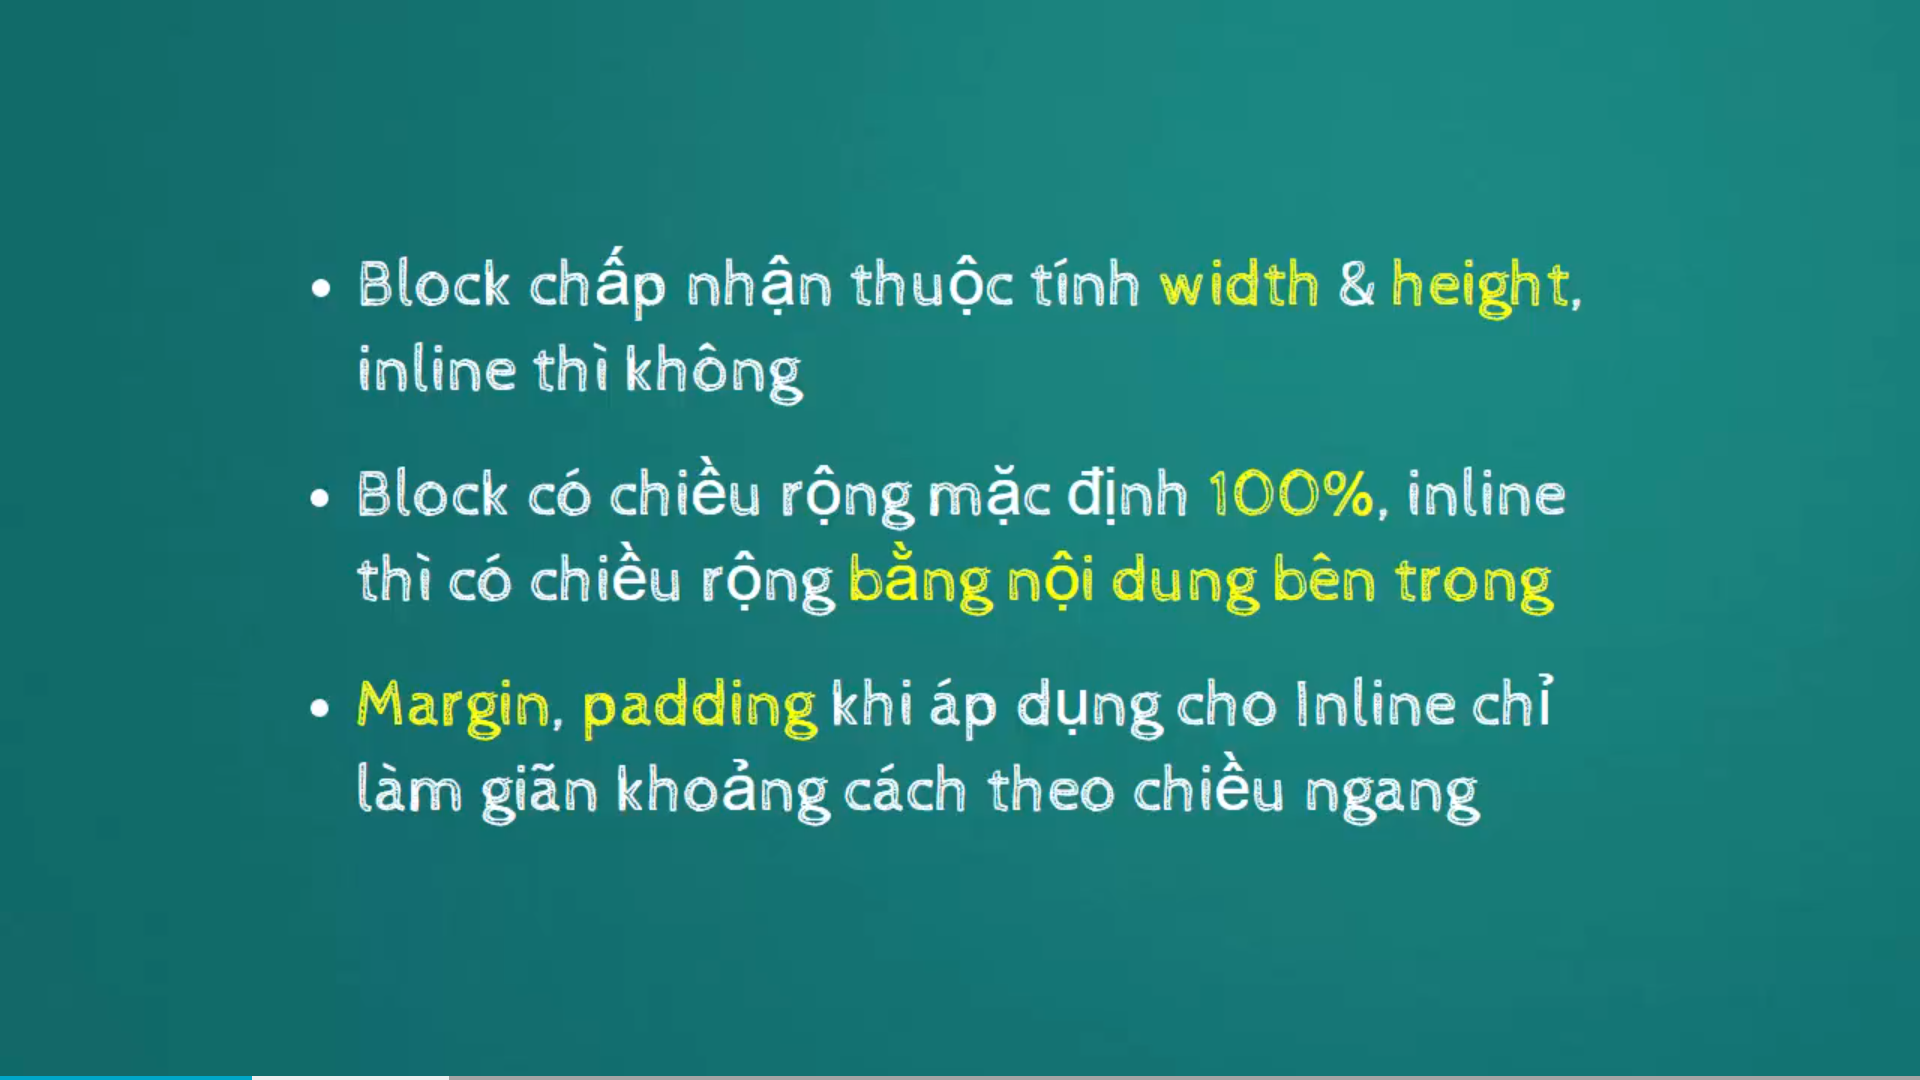 • Block chấp nhận thuộc tính width & height,
inline thì không
• Block có chiều rộng mặc định 100%, inline
thì có chiều rộng bằng nội dung bên trong
• Margin, padding khi áp dụng cho Inline chỉ
làm giãn khoảng cách theo chiều ngang